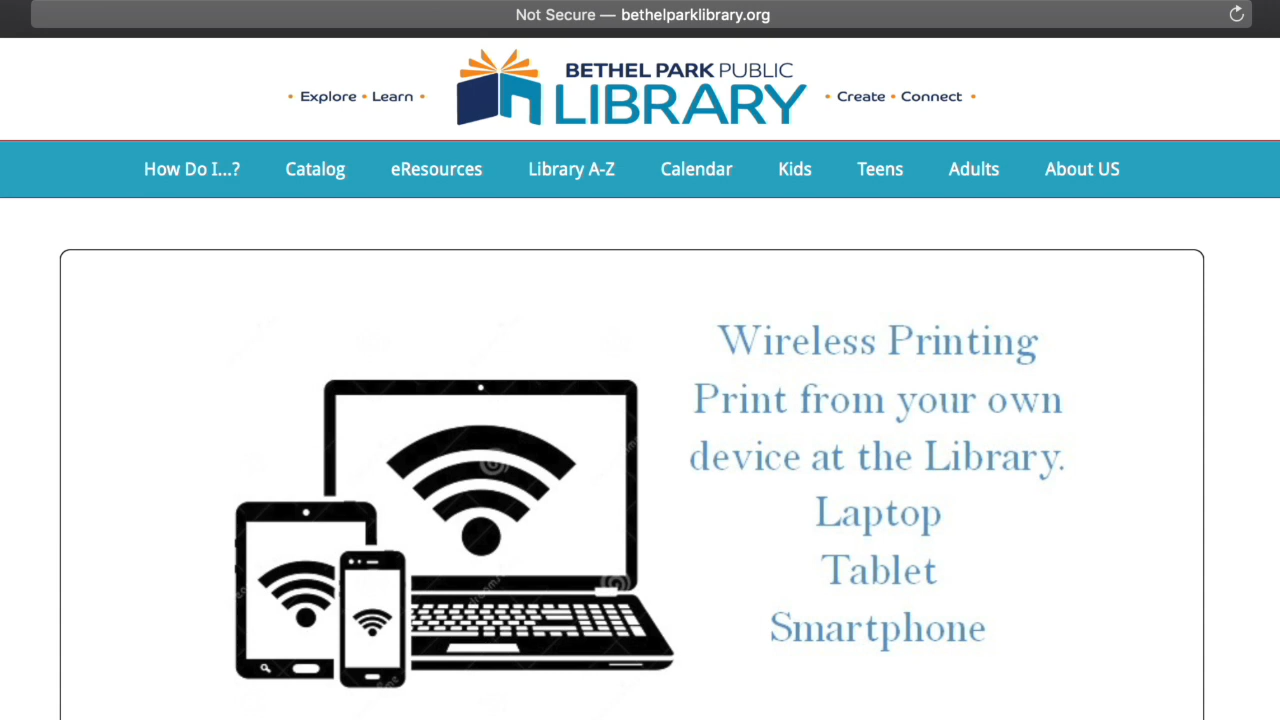 Not Secure — bethelparklibrary.org
BETHEL PARK PUBLIC
LIBRARY
• Explore • Learn •
• Create • Connect •
How Do I...? Catalog eResources Library A-Z Calendar Kids Teens Adults About US
Wireless Printing
Print from your own
device at the Library.
Laptop
Tablet
Smartphone